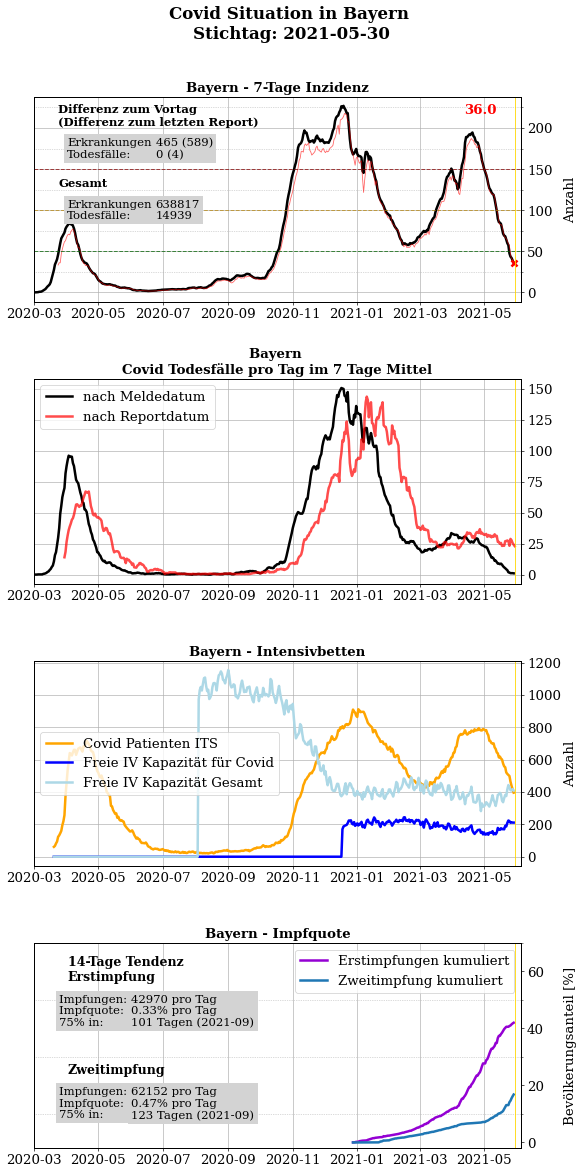 Covid Situation in Bayern
Stichtag: 2021-05-30
Bayern - 7-Tage Inzidenz
Differenz zum Vortag
(Differenz zum letzten Report)
Erkrankungen 465 (589)
Todesfälle: 0 (4)
Gesamt
Erkrankungen 638817
Todesfälle: 14939
36.0
200
150
100
50
0
Anzahl
2020-03 2020-05 2020-07 2020-09 2020-11 2021-01 2021-03 2021-05
Bayern
Covid Todesfälle pro Tag im 7 Tage Mittel
nach Meldedatum
nach Reportdatum
150
125
100
75
50
25
0
2020-03 2020-05 2020-07 2020-09 2020-11 2021-01 2021-03 2021-05
Bayern - Intensivbetten
Covid Patienten ITS
Freie IV Kapazität für Covid
Freie IV Kapazität Gesamt
1200
1000
800
600
400
200
0
Anzahl
2020-03 2020-05 2020-07 2020-09 2020-11 2021-01 2021-03 2021-05
Bayern - Impfquote
14-Tage Tendenz
Erstimpfung
Impfungen: 42970 pro Tag
Impfquote: 0.33% pro Tag
75% in: 101 Tagen (2021-09)
Zweitimpfung
Impfungen: 62152 pro Tag
Impfquote: 0.47% pro Tag
75% in: 123 Tagen (2021-09)
Erstimpfungen kumuliert
Zweitimpfung kumuliert
60
40
20
0
Bevölkerungsanteil [%]
2020-03 2020-05 2020-07 2020-09 2020-11 2021-01 2021-03 2021-05